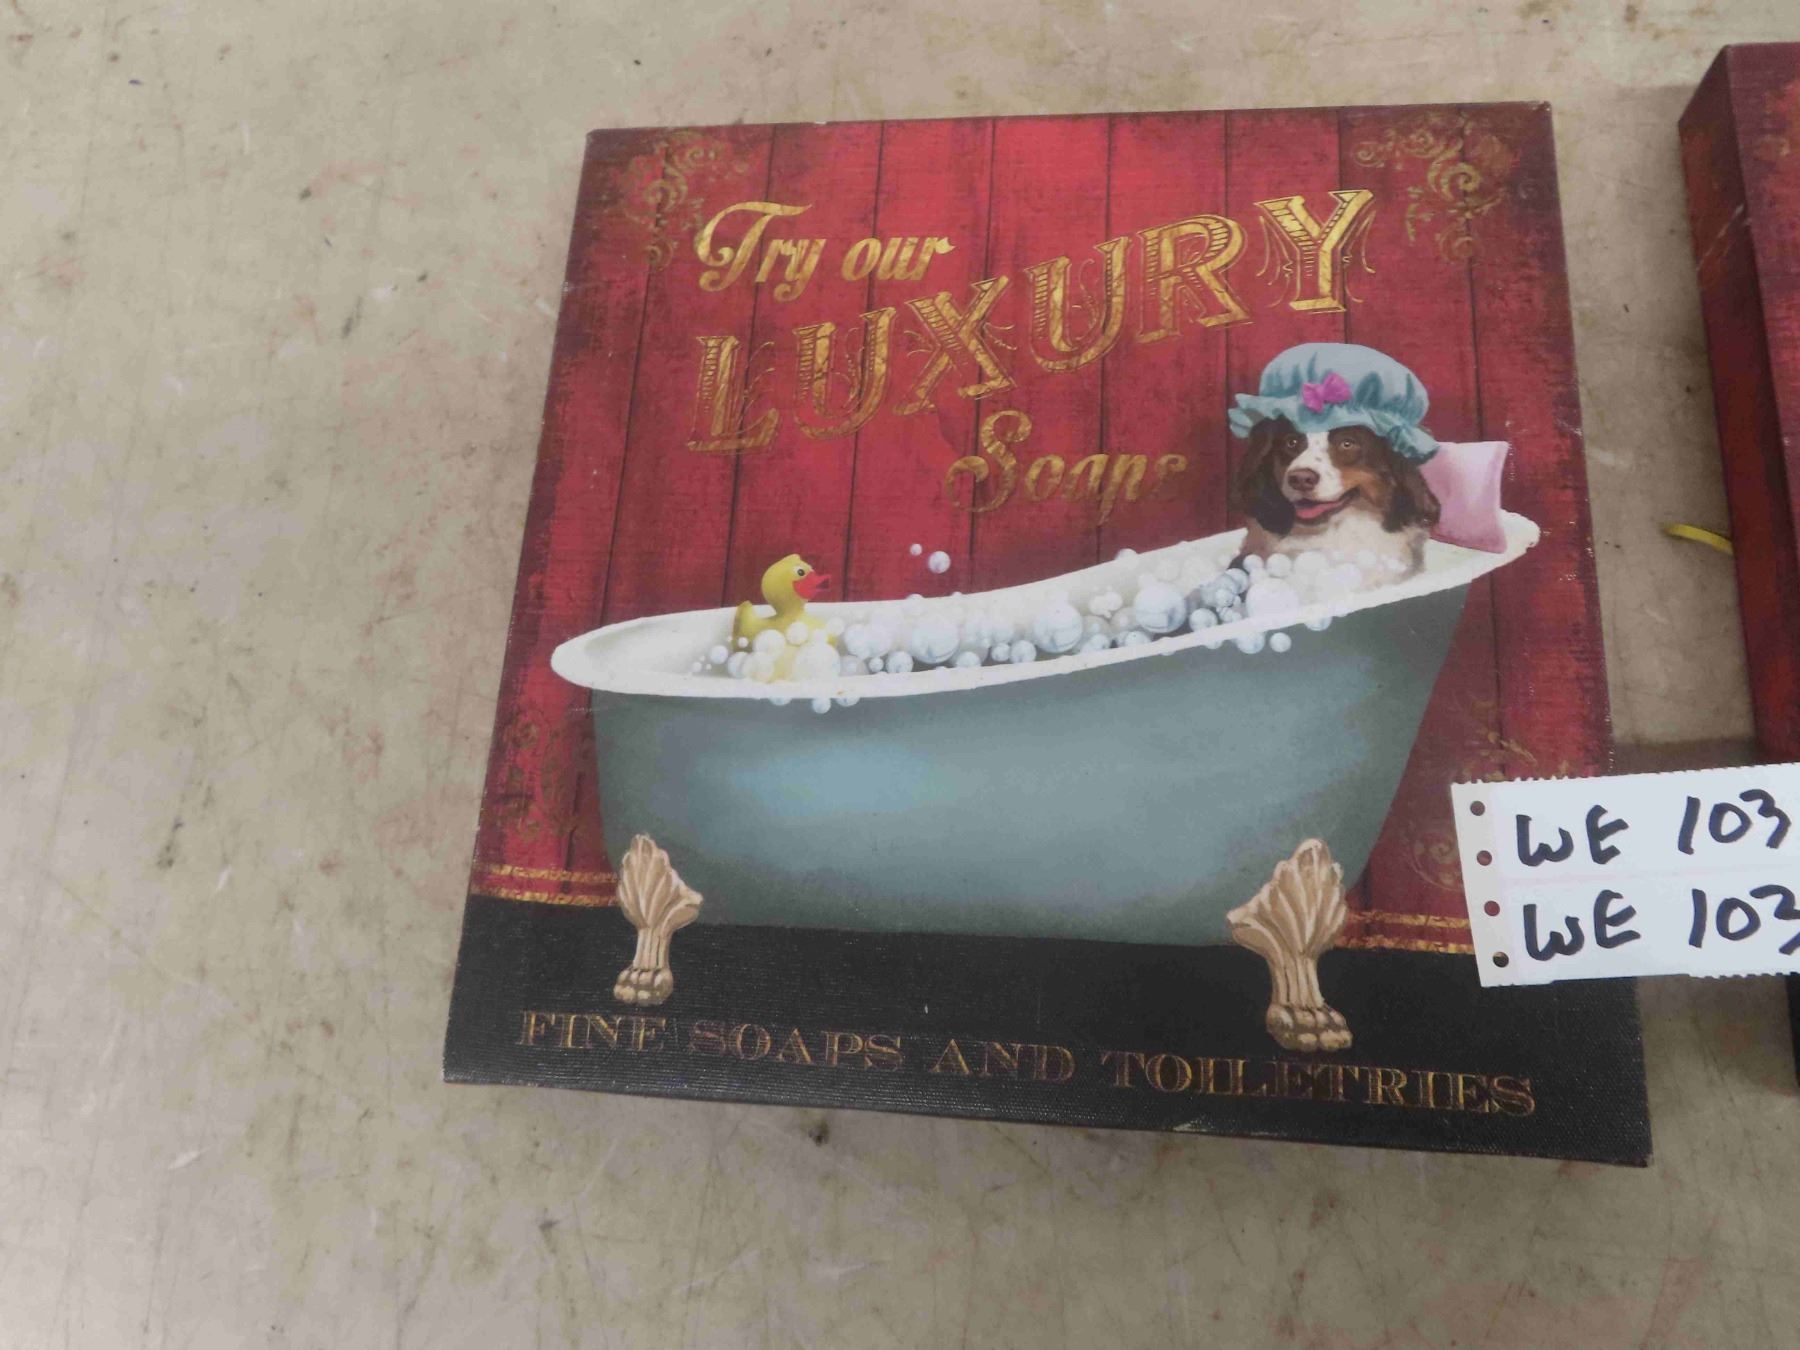 Try our
LUXURY
Soaps
FINE SOAPS AND TOILETRIES
WE 103
WE 103